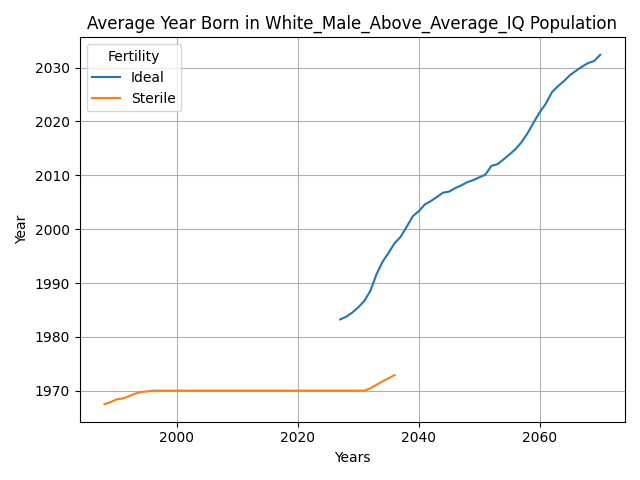 Average Year Born in White_Male_Above_Average_IQ Population
Fertility
Ideal
Sterile
Year
2030
2020
2010
2000
1990
1980
1970
2000
2020
2040
2060
Years